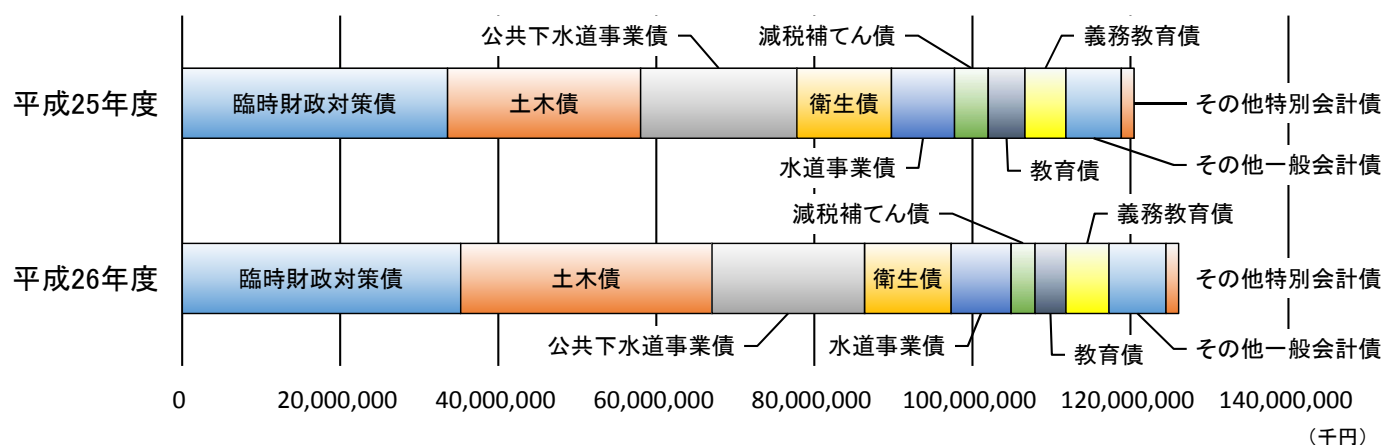 公共下水道事業債
減税補てん債
義務教育債
平成25年度
臨時財政対策債
土木債
衛生債
その他特別会計債
水道事業債
教育債
その他一般会計債
減税補てん債
義務教育債
平成26年度
臨時財政対策債
土木債
衛生債
その他特別会計債
公共下水道事業債
水道事業債
教育債
その他一般会計債
0
20,000,000
40,000,000
60,000,000
80,000,000
100,000,000
120,000,000
140,000,000
（千円）